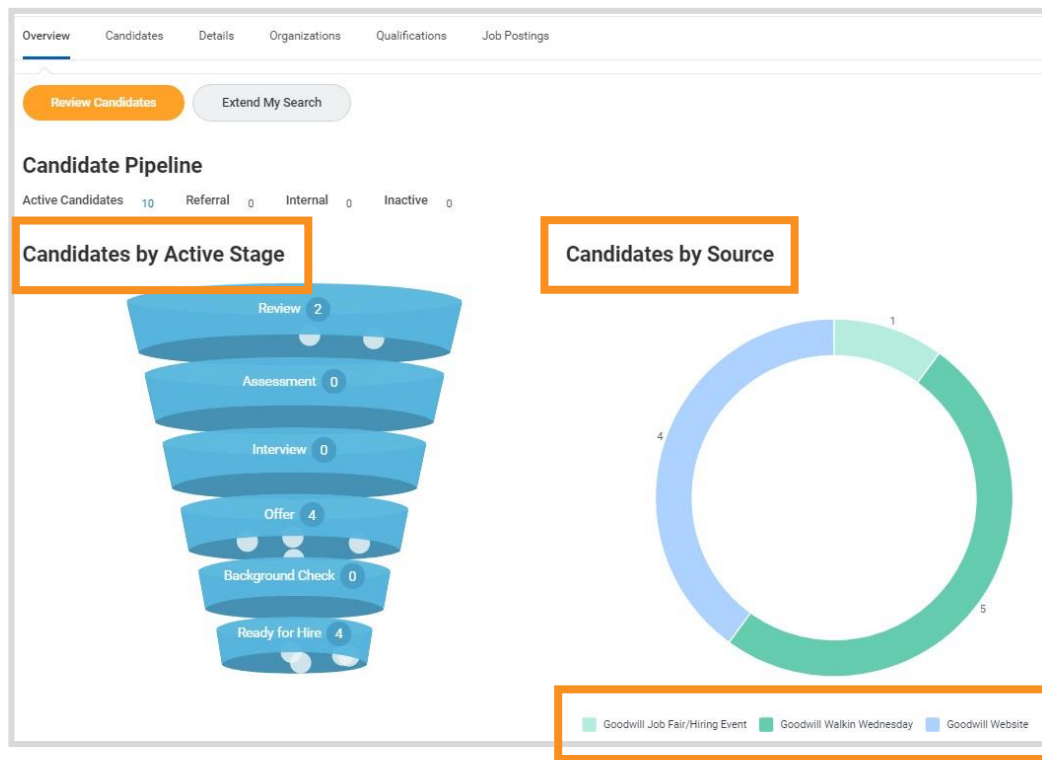 Overview Candidates Details Organizations Qualifications Job Postings
Review Candidates Extend My Search
Candidate Pipeline
Active Candidates 10 Referral 0 Internal 0 Inactive 0
Candidates by Active Stage
Review 2
Assessment 0
Interview 0
Offer 4
Background Check 0
Ready for Hire 4
Candidates by Source
1
4
5
Goodwill Job Fair/Hiring Event Goodwill Walkin Wednesday Goodwill Website